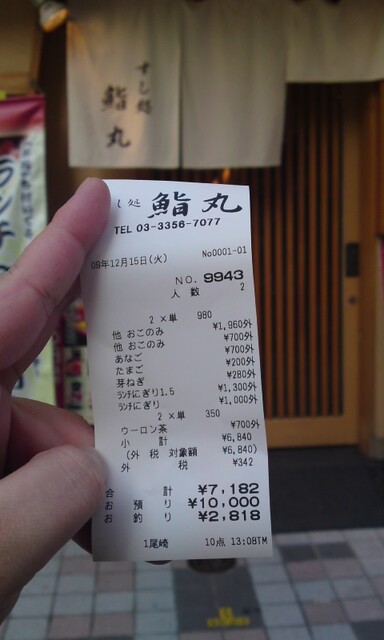 すし処
鮨
丸
ランチ
し処 鮨丸
TEL 03-3356-7077
09年12月15日(火) No0001-01
NO. 9943
人 数 2
2 ×単 980
他 おこのみ ¥1,960外
他 おこのみ ¥700外
あなご ¥700外
たまご ¥200外
芽ねぎ ¥280外
ﾗﾝﾁにぎり1.5 ¥1,300外
ﾗﾝﾁにぎり ¥1,000外
2 ×単 350
ウーロン茶 ¥700外
小 計 ¥6,840
(外 税 対象額 ¥6,840)
外 税 ¥342
合 計 ¥7,182
お 預 り ¥10,000
お 釣 り ¥2,818
1尾崎 10点 13:08TM